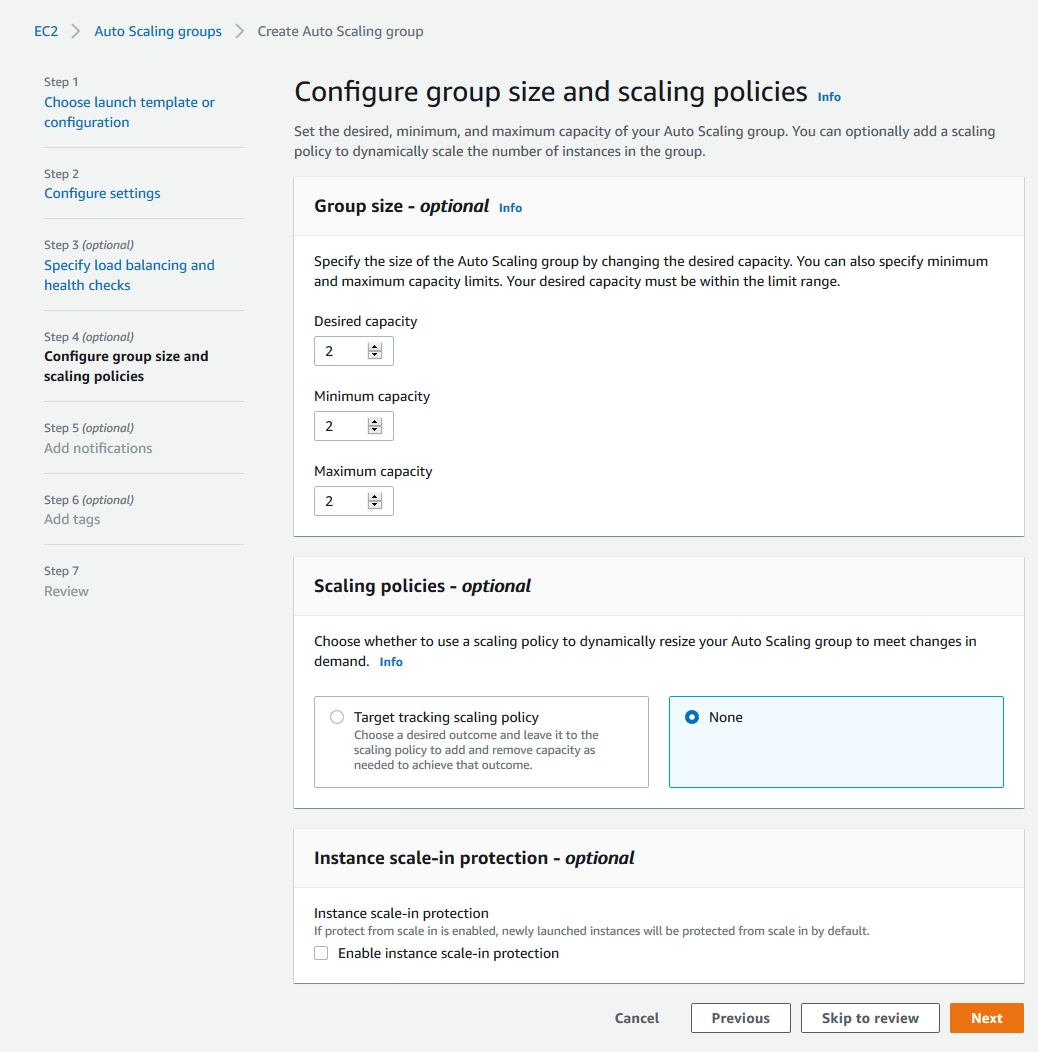 EC2 > Auto Scaling groups > Create Auto Scaling group
Step 1
Choose launch template or
configuration
Step 2
Configure settings
Step 3 (optional)
Specify load balancing and
health checks
Step 4 (optional)
Configure group size and
scaling policies
Step 5 (optional)
Add notifications
Step 6 (optional)
Add tags
Step 7
Review
Configure group size and scaling policies Info
Set the desired, minimum, and maximum capacity of your Auto Scaling group. You can optionally add a scaling
policy to dynamically scale the number of instances in the group.
Group size - optional Info
Specify the size of the Auto Scaling group by changing the desired capacity. You can also specify minimum
and maximum capacity limits. Your desired capacity must be within the limit range.
Desired capacity
2
Minimum capacity
2
Maximum capacity
2
Scaling policies - optional
Choose whether to use a scaling policy to dynamically resize your Auto Scaling group to meet changes in
demand. Info
Target tracking scaling policy
Choose a desired outcome and leave it to the
scaling policy to add and remove capacity as
needed to achieve that outcome.
None
Instance scale-in protection - optional
Instance scale-in protection
If protect from scale in is enabled, newly launched instances will be protected from scale in by default.
Enable instance scale-in protection
Cancel Previous Skip to review Next